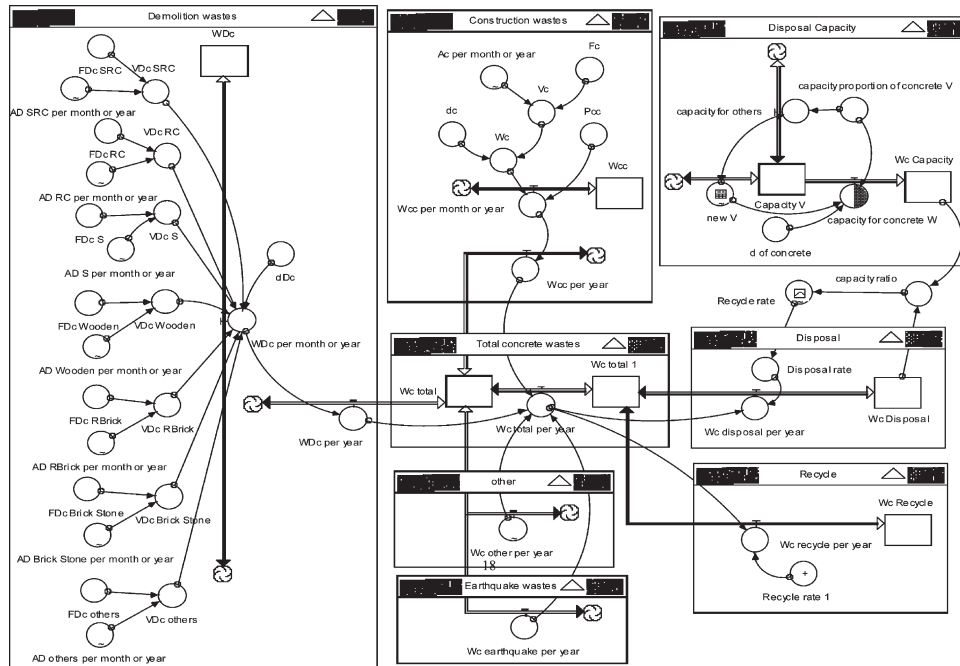 Demolition wastes
WDc
FDc SRC
VDc SRC
AD SRC per month or year
FDc RC
VDc RC
AD RC per month or year
FDc S
VDc S
AD S per month or year
dDc
FDc Wooden
VDc Wooden
WDc per month or year
AD Wooden per month or year
FDc RBrick
VDc RBrick
AD RBrick per month or year
FDc Brick Stone
VDc Brick Stone
AD Brick Stone per month or year
FDc others
VDc others
AD others per month or year
WDc per year
Construction wastes
Ac per month or year
Fc
Vc
dc
Pcc
Wc
Wcc
Wcc per month or year
Wcc per year
Total concrete wastes
Wc total
Wc total 1
Wc total per year
other
Wc other per year
18
Earthquake wastes
Wc earthquake per year
Disposal Capacity
capacity proportion of concrete V
capacity for others
Wc Capacity
Capacity V
new V
capacity for concrete W
d of concrete
capacity ratio
Recycle rate
Disposal
Disposal rate
Wc Disposal
Wc disposal per year
Recycle
Wc Recycle
Wc recycle per year
+
Recycle rate 1